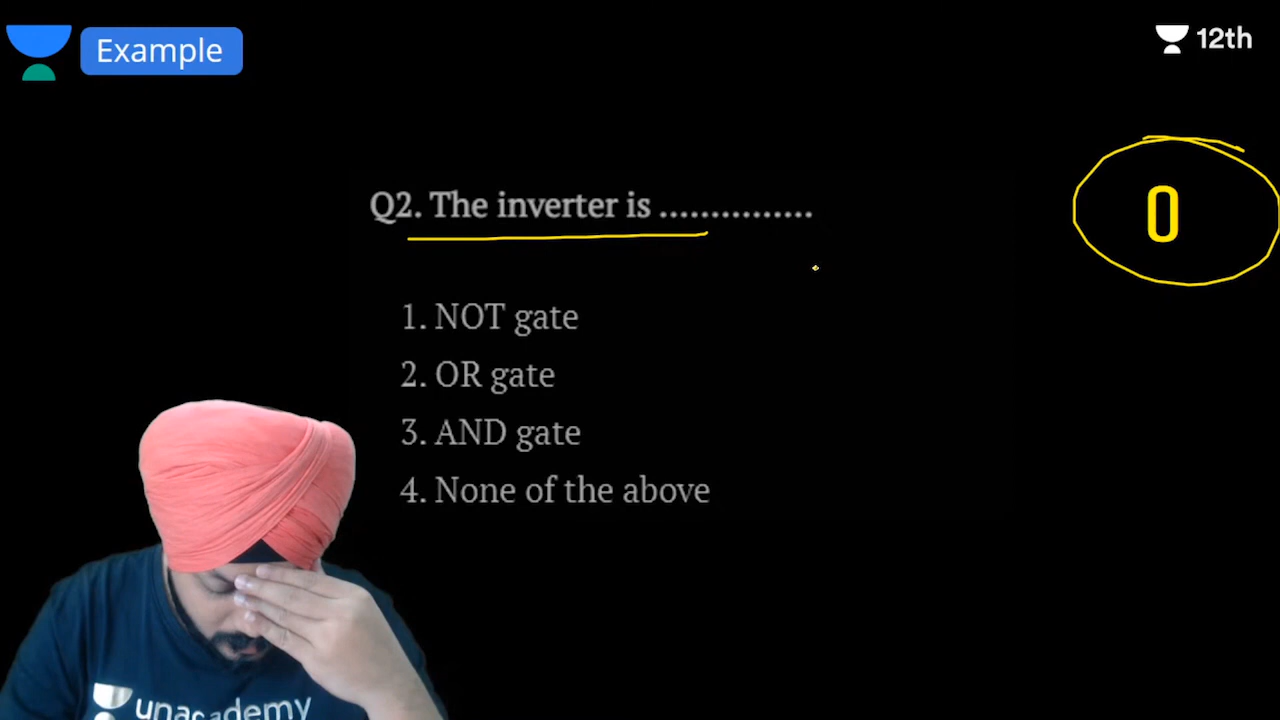 Example
12th
Q2. The inverter is ...............
0
1. NOT gate
2. OR gate
3. AND gate
4. None of the above
unacademy